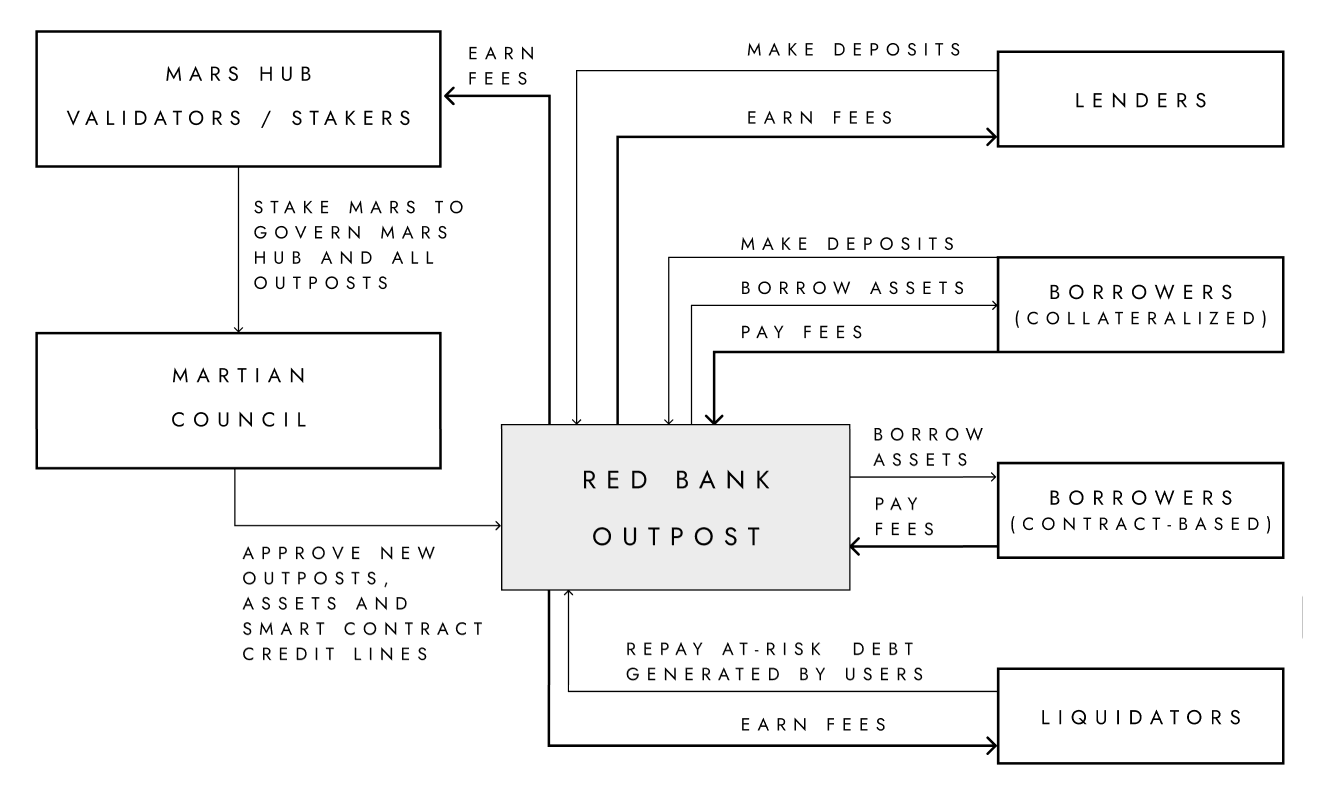 MARS HUB
VALIDATORS / STAKERS
EARN
FEES
MAKE DEPOSITS
LENDERS
EARN FEES
STAKE MARS TO
GOVERN MARS
HUB AND ALL
OUTPOSTS
MAKE DEPOSITS
BORROW ASSETS
PAY FEES
BORROWERS
(COLLATERALIZED)
MARTIAN
COUNCIL
RED BANK
OUTPOST
BORROW
ASSETS
PAY
FEES
BORROWERS
(CONTRACT-BASED)
APPROVE NEW
OUTPOSTS,
ASSETS AND
SMART CONTRACT
CREDIT LINES
REPAY AT-RISK DEBT
GENERATED BY USERS
EARN FEES
LIQUIDATORS